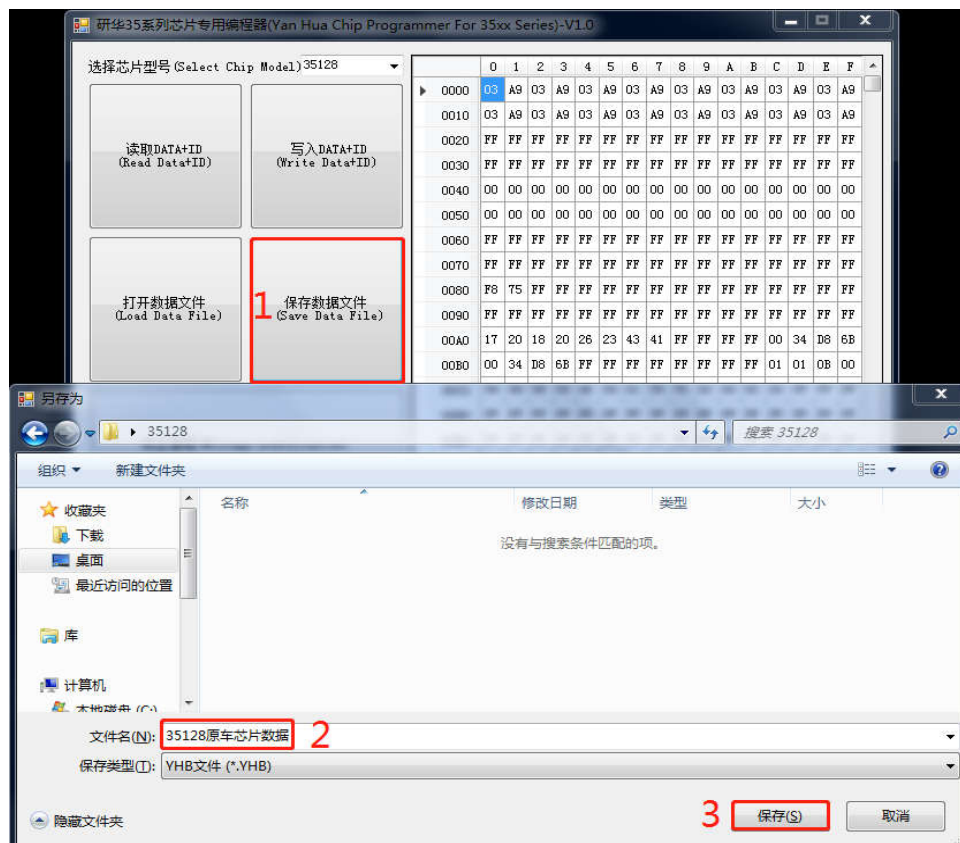 研华35系列芯片专用编程器(Yan Hua Chip Programmer For 35xx Series)-V1.0
选择芯片型号(Select Chip Model) 35128
读取DATA+ID
(Read Data+ID)
写入DATA+ID
(Write Data+ID)
打开数据文件
(Load Data File)
1
保存数据文件
(Save Data File)
0 1 2 3 4 5 6 7 8 9 A B C D E F
0000 03 A9 03 A9 03 A9 03 A9 03 A9 03 A9 03 A9 03 A9
0010 03 A9 03 A9 03 A9 03 A9 03 A9 03 A9 03 A9 03 A9
0020 FF FF FF FF FF FF FF FF FF FF FF FF FF FF FF FF
0030 FF FF FF FF FF FF FF FF FF FF FF FF FF FF FF FF
0040 00 00 00 00 00 00 00 00 00 00 00 00 00 00 00 00
0050 00 00 00 00 00 00 00 00 00 00 00 00 00 00 00 00
0060 FF FF FF FF FF FF FF FF FF FF FF FF FF FF FF FF
0070 FF FF FF FF FF FF FF FF FF FF FF FF FF FF FF FF
0080 F8 75 FF FF FF FF FF FF FF FF FF FF FF FF FF FF
0090 FF FF FF FF FF FF FF FF FF FF FF FF FF FF FF FF
00A0 17 20 18 20 26 23 43 41 FF FF FF FF 00 34 D8 6B
00B0 00 34 D8 6B FF FF FF FF FF FF FF FF 01 01 0B 00
另存为
35128
搜索 35128
组织
新建文件夹
名称
修改日期
类型
大小
没有与搜索条件匹配的项。
收藏夹
下载
桌面
最近访问的位置
库
计算机
本地磁盘 (C:)
文件名(N): 35128原车芯片数据 2
保存类型(T): YHB文件 (*.YHB)
隐藏文件夹
3
保存(S)
取消